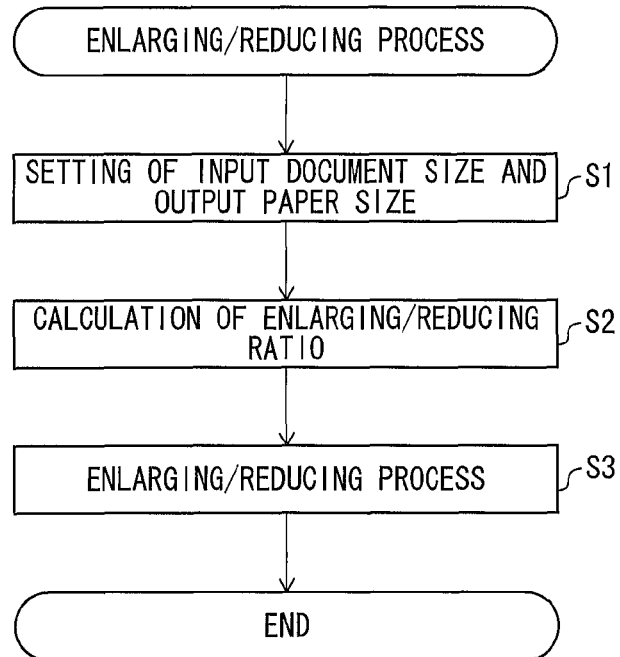 ENLARGING/REDUCING PROCESS
SETTING OF INPUT DOCUMENT SIZE AND
OUTPUT PAPER SIZE
S1
CALCULATION OF ENLARGING/REDUCING
RATIO
S2
ENLARGING/REDUCING PROCESS
S3
END